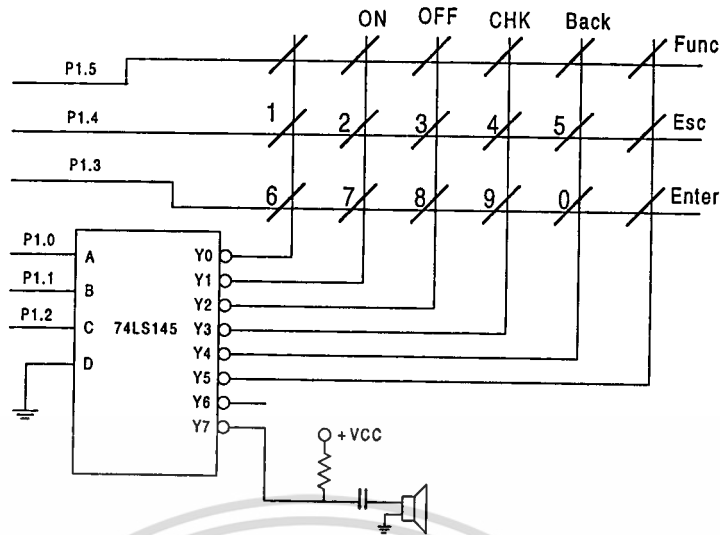 ON OFF CHK Back
Func
P1.5
P1.4 1 2 3 4 5 Esc
P1.3
6 7 8 9 0 Enter
P1.0 A Y0
P1.1 B Y1
Y2
P1.2 C 74LS145 Y3
D Y4
Y5
Y6
Y7
+VCC